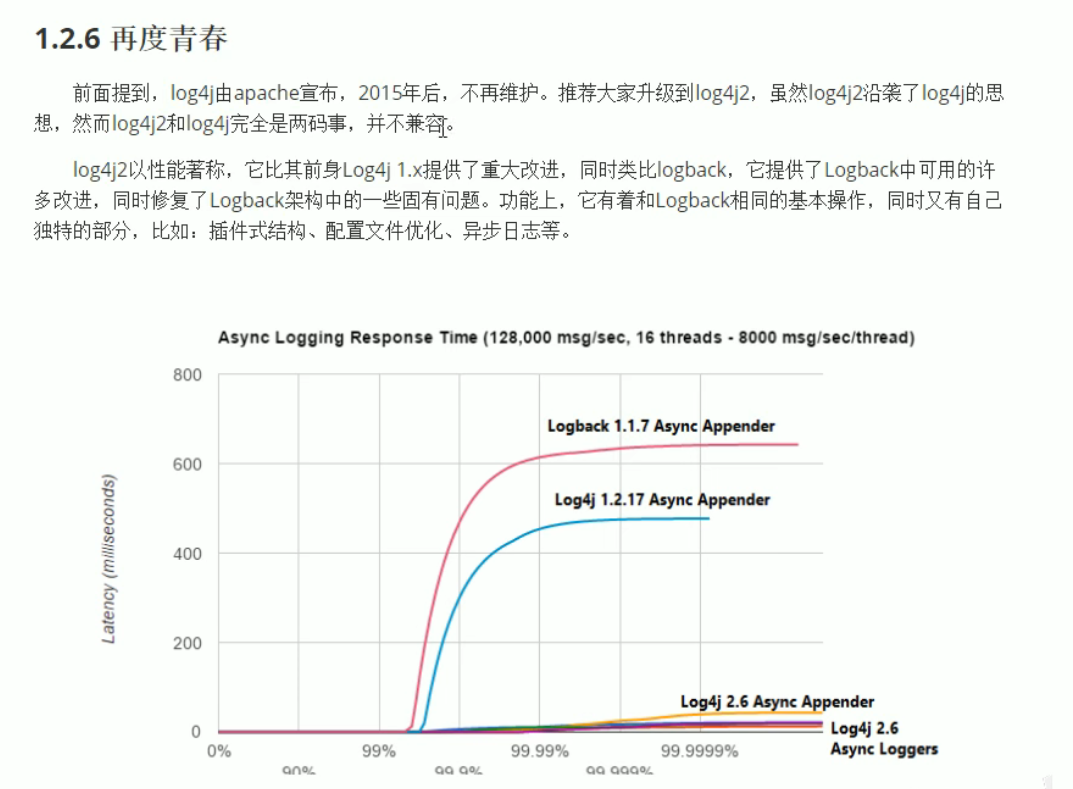 1.2.6 再度青春
前面提到，log4j由apache宣布，2015年后，不再维护。推荐大家升级到log4j2，虽然log4j2沿袭了log4j的思
想，然而log4j2和log4j完全是两码事，并不兼容。
log4j2以性能著称，它比其前身Log4j 1.x提供了重大改进，同时类比logback，它提供了Logback中可用的许
多改进，同时修复了Logback架构中的一些固有问题。功能上，它有着和Logback相同的基本操作，同时又有自己
独特的部分，比如：插件式结构、配置文件优化、异步日志等。
Async Logging Response Time (128,000 msg/sec, 16 threads - 8000 msg/sec/thread)
800
Logback 1.1.7 Async Appender
600
Log4j 1.2.17 Async Appender
400
Latency (milliseconds)
200
Log4j 2.6 Async Appender
0
Log4j 2.6
Async Loggers
0% 99% 99.99% 99.9999%
90% 99.9% 99.999%